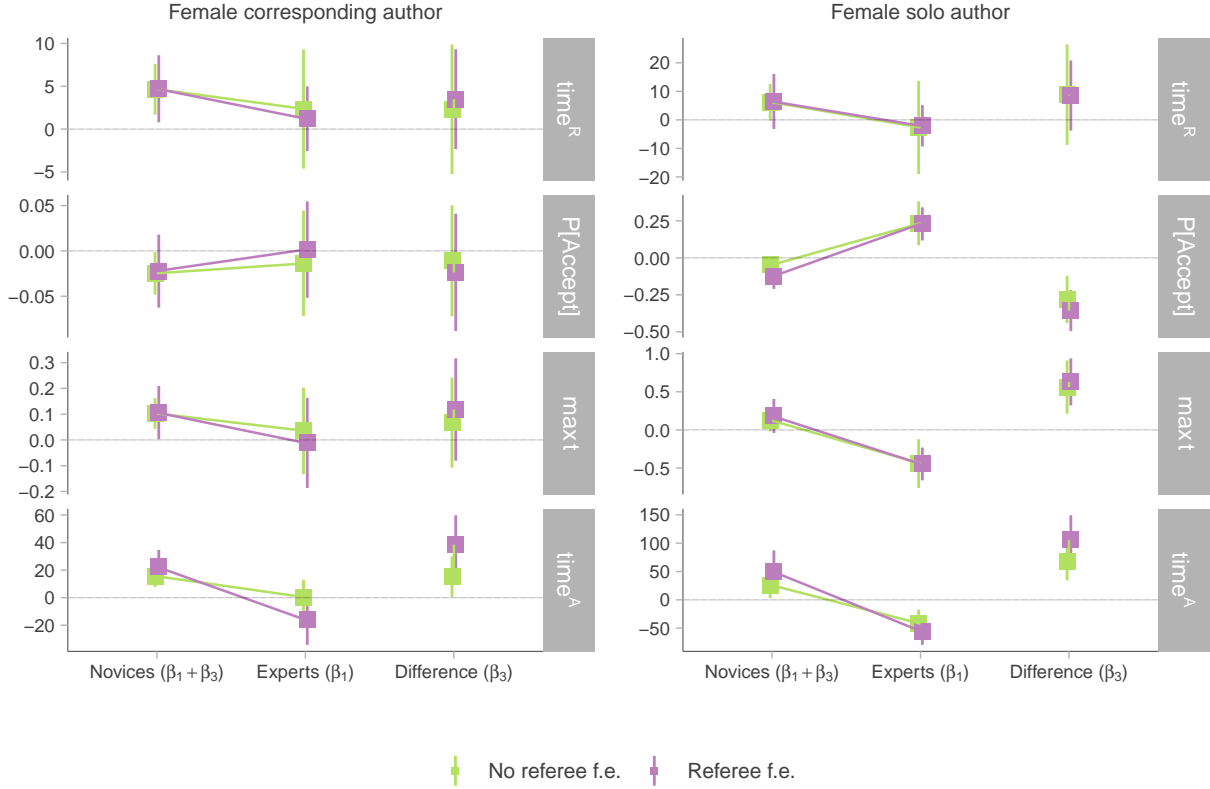 Female corresponding author
10
5
0
−5
timeᴿ
0.05
0.00
−0.05
P[Accept]
0.3
0.2
0.1
0.0
−0.1
−0.2
max t
60
40
20
0
−20
timeᴬ
Novices (β₁ + β₃)
Experts (β₁)
Difference (β₃)
Female solo author
20
10
0
−10
−20
timeᴿ
0.25
0.00
−0.25
−0.50
P[Accept]
1.0
0.5
0.0
−0.5
max t
150
100
50
0
−50
timeᴬ
Novices (β₁ + β₃)
Experts (β₁)
Difference (β₃)
No referee f.e.
Referee f.e.